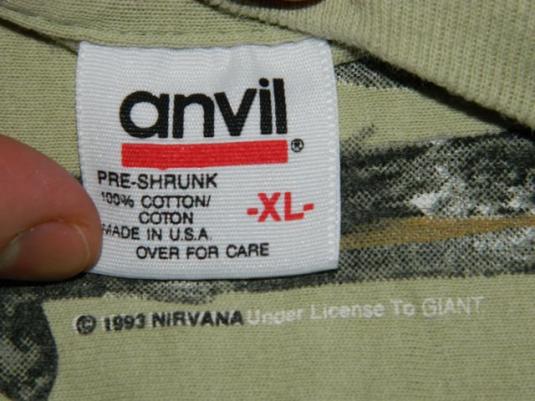 anvil®
PRE-SHRUNK
100% COTTON/
COTON
-XL-
MADE IN U.S.A.
OVER FOR CARE
© 1993 NIRVANA Under License To GIANT